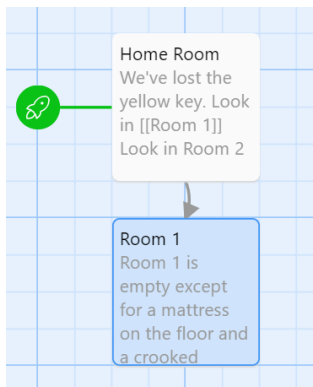 Home Room
We've lost the
yellow key. Look
in [[Room 1]]
Look in Room 2
Room 1
Room 1 is
empty except
for a mattress
on the floor and
a crooked